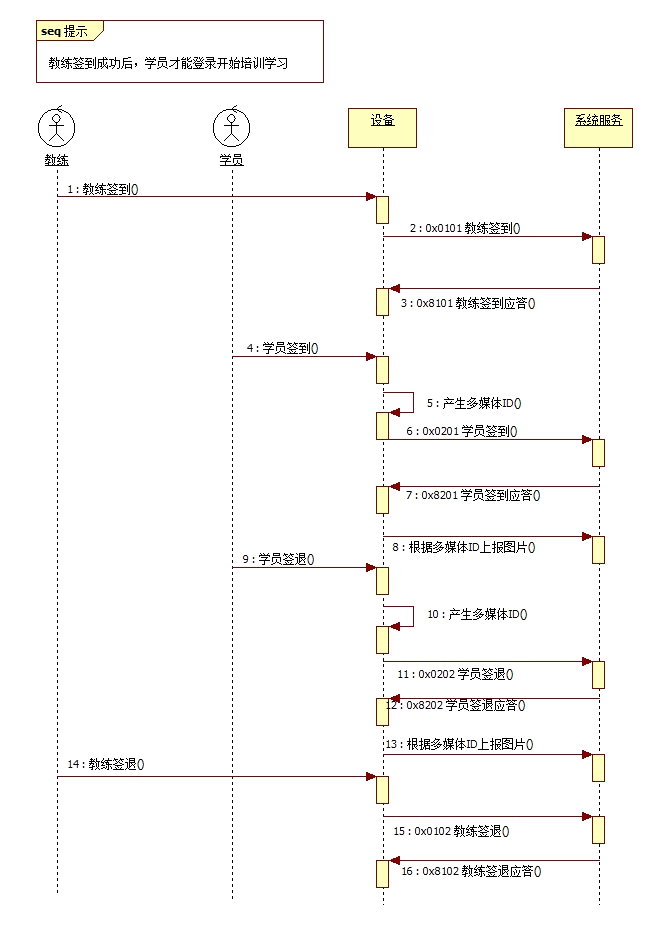 seq 提示
教练签到成功后，学员才能登录开始培训学习
教练
学员
设备
系统服务
1 : 教练签到()
2 : 0x0101 教练签到()
3 : 0x8101 教练签到应答()
4 : 学员签到()
5 : 产生多媒体ID()
6 : 0x0201 学员签到()
7 : 0x8201 学员签到应答()
8 : 根据多媒体ID上报图片()
9 : 学员签退()
10 : 产生多媒体ID()
11 : 0x0202 学员签退()
12 : 0x8202 学员签退应答()
13 : 根据多媒体ID上报图片()
14 : 教练签退()
15 : 0x0102 教练签退()
16 : 0x8102 教练签退应答()